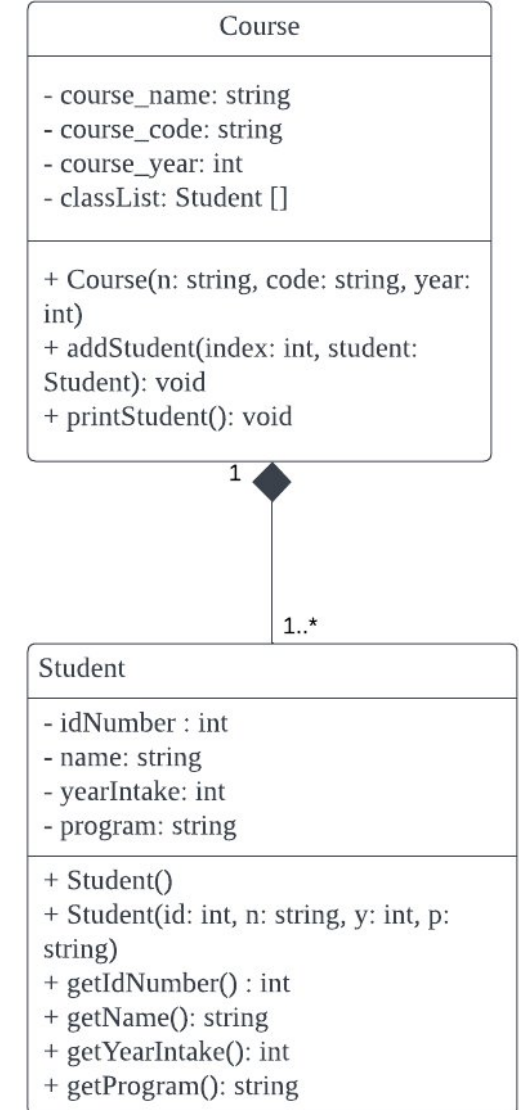 Course
- course_name: string
- course_code: string
- course_year: int
- classList: Student []
+ Course(n: string, code: string, year:
int)
+ addStudent(index: int, student:
Student): void
+ printStudent(): void
1
1..*
Student
- idNumber : int
- name: string
- yearIntake: int
- program: string
+ Student()
+ Student(id: int, n: string, y: int, p:
string)
+ getIdNumber() : int
+ getName(): string
+ getYearIntake(): int
+ getProgram(): string